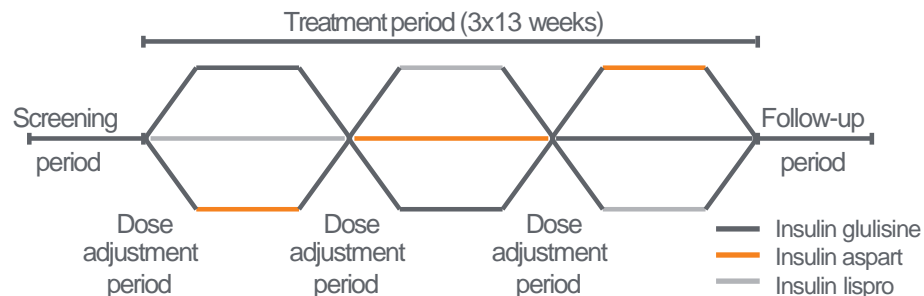 Treatment period (3x13 weeks)
Screening
period
Follow-up
period
Dose
adjustment
period
Dose
adjustment
period
Dose
adjustment
period
Insulin glulisine
Insulin aspart
Insulin lispro